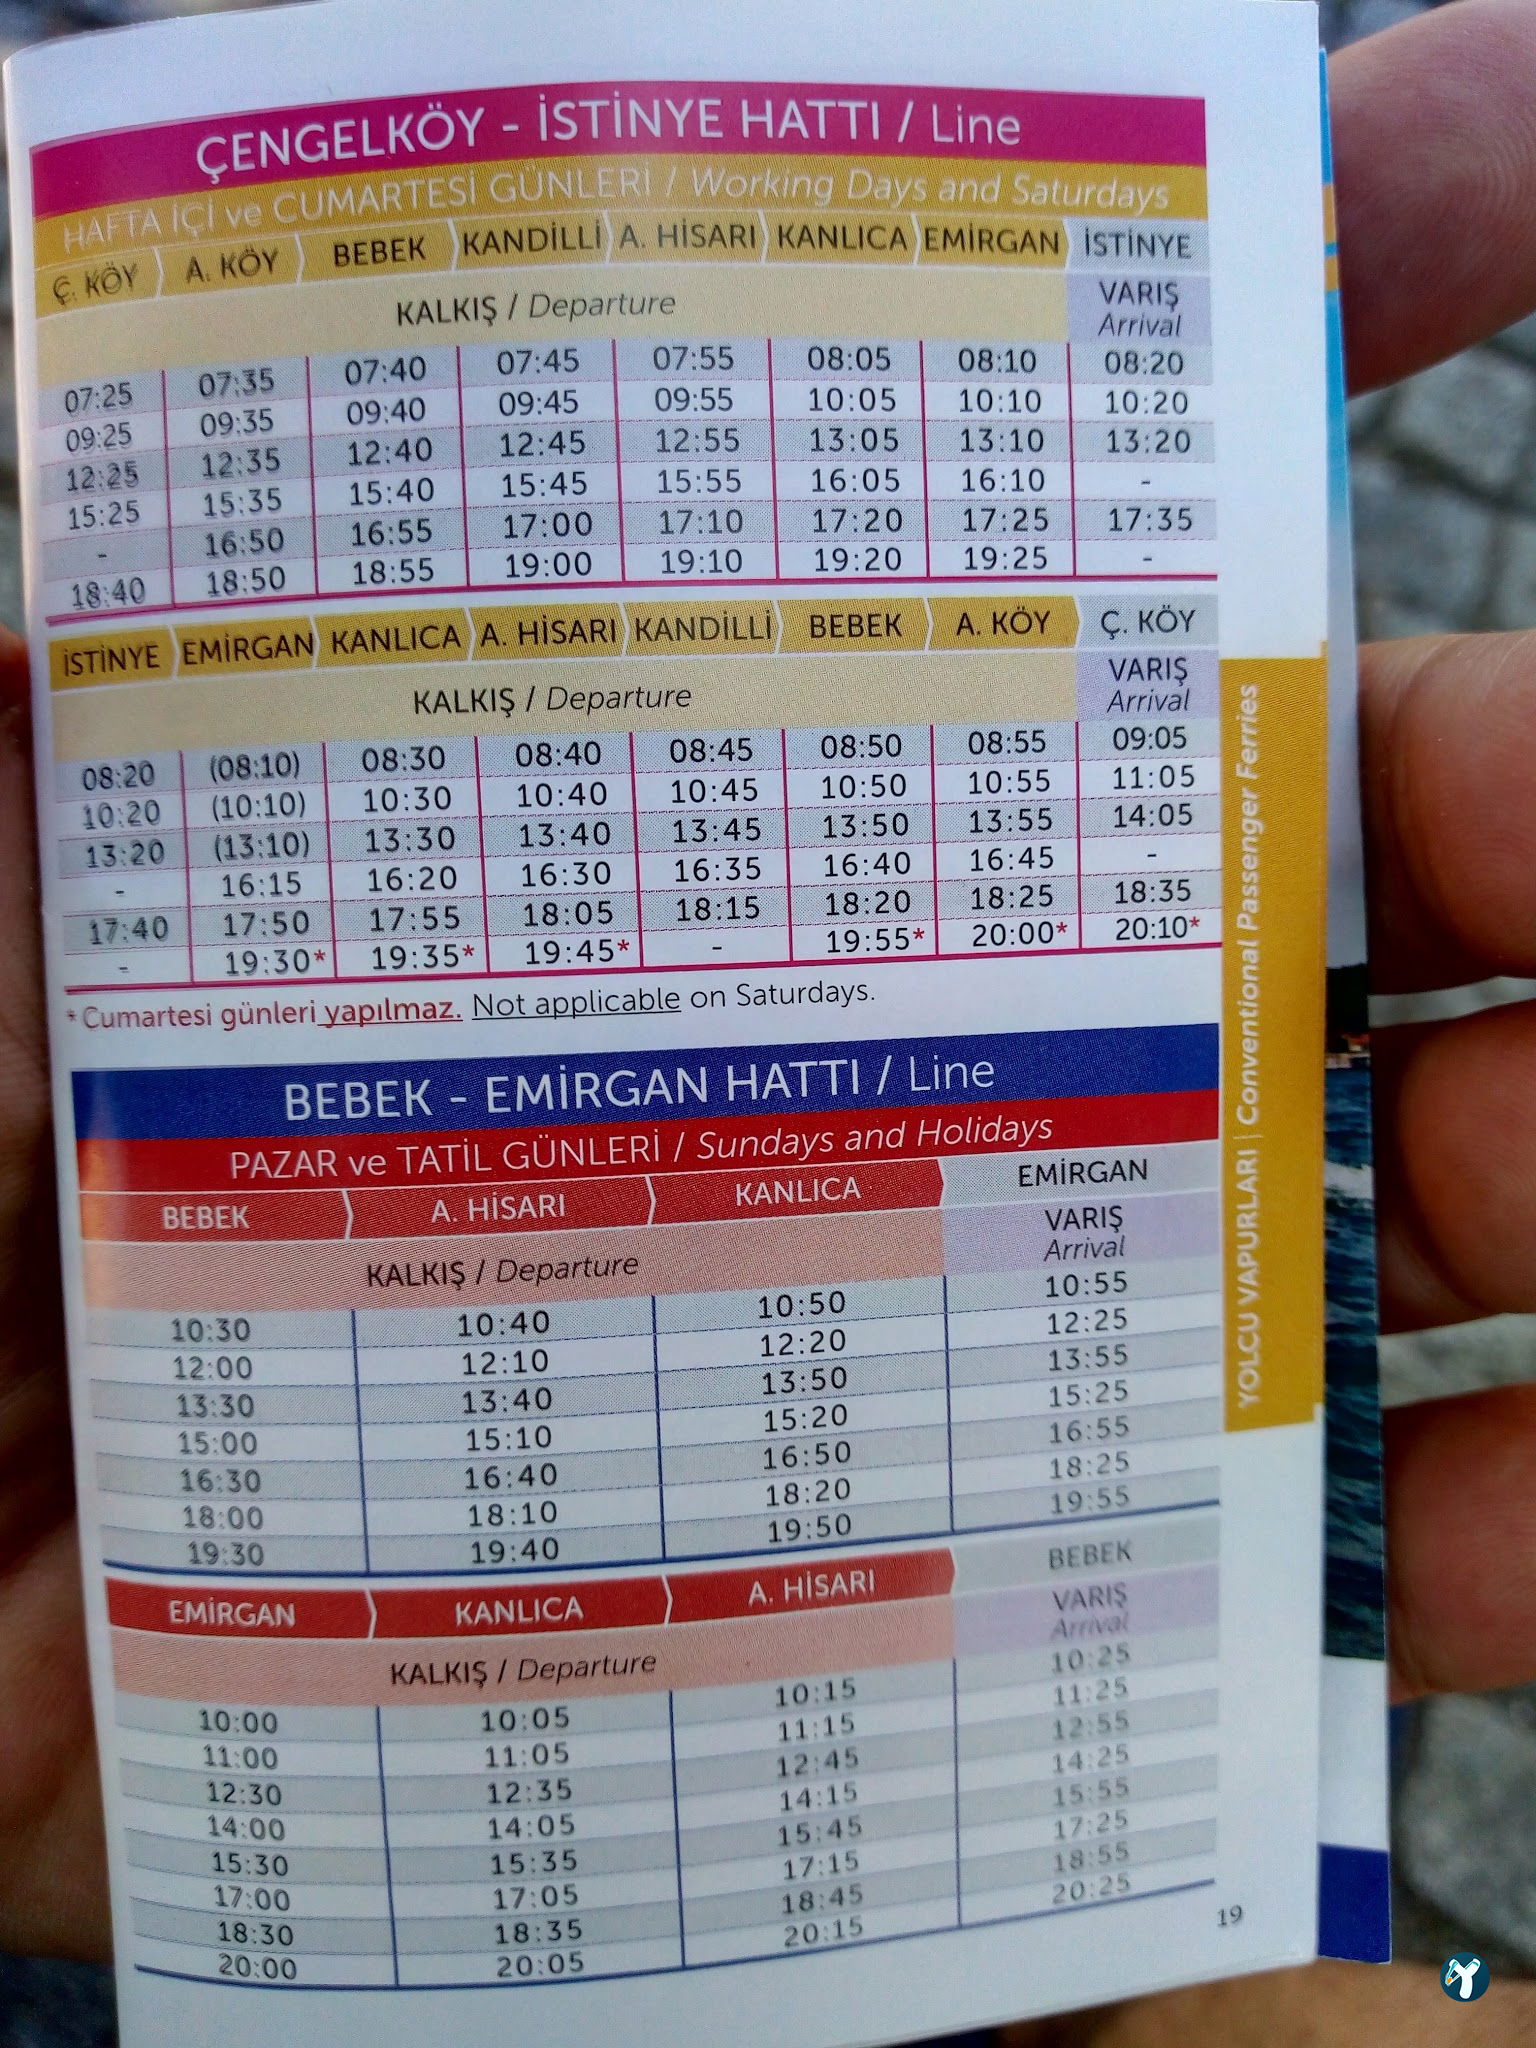 ÇENGELKÖY - İSTİNYE HATTI / Line
HAFTA İÇİ ve CUMARTESİ GÜNLERİ / Working Days and Saturdays
Ç. KÖY A. KÖY BEBEK KANDİLLİ A. HİSARI KANLICA EMİRGAN İSTİNYE
KALKIŞ / Departure VARIŞ
Arrival
07:25 07:35 07:40 07:45 07:55 08:05 08:10 08:20
09:25 09:35 09:40 09:45 09:55 10:05 10:10 10:20
12:25 12:35 12:40 12:45 12:55 13:05 13:10 13:20
15:25 15:35 15:40 15:45 15:55 16:05 16:10 -
- 16:50 16:55 17:00 17:10 17:20 17:25 17:35
18:40 18:50 18:55 19:00 19:10 19:20 19:25 -
İSTİNYE EMİRGAN KANLICA A. HİSARI KANDİLLİ BEBEK A. KÖY Ç. KÖY
KALKIŞ / Departure VARIŞ
Arrival
08:20 (08:10) 08:30 08:40 08:45 08:50 08:55 09:05
10:20 (10:10) 10:30 10:40 10:45 10:50 10:55 11:05
13:20 (13:10) 13:30 13:40 13:45 13:50 13:55 14:05
- 16:15 16:20 16:30 16:35 16:40 16:45 -
17:40 17:50 17:55 18:05 18:15 18:20 18:25 18:35
- 19:30* 19:35* 19:45* - 19:55* 20:00* 20:10*
* Cumartesi günleri yapılmaz. Not applicable on Saturdays.
BEBEK - EMİRGAN HATTI / Line
PAZAR ve TATİL GÜNLERİ / Sundays and Holidays
BEBEK A. HİSARI KANLICA EMİRGAN
KALKIŞ / Departure VARIŞ
Arrival
10:30 10:40 10:50 10:55
12:00 12:10 12:20 12:25
13:30 13:40 13:50 13:55
15:00 15:10 15:20 15:25
16:30 16:40 16:50 16:55
18:00 18:10 18:20 18:25
19:30 19:40 19:50 19:55
EMİRGAN KANLICA A. HİSARI BEBEK
KALKIŞ / Departure VARIŞ
Arrival
10:00 10:05 10:15 10:25
11:00 11:05 11:15 11:25
12:30 12:35 12:45 12:55
14:00 14:05 14:15 14:25
15:30 15:35 15:45 15:55
17:00 17:05 17:15 17:25
18:30 18:35 18:45 18:55
20:00 20:05 20:15 20:25
YOLCU VAPURLARI | Conventional Passenger Ferries
19